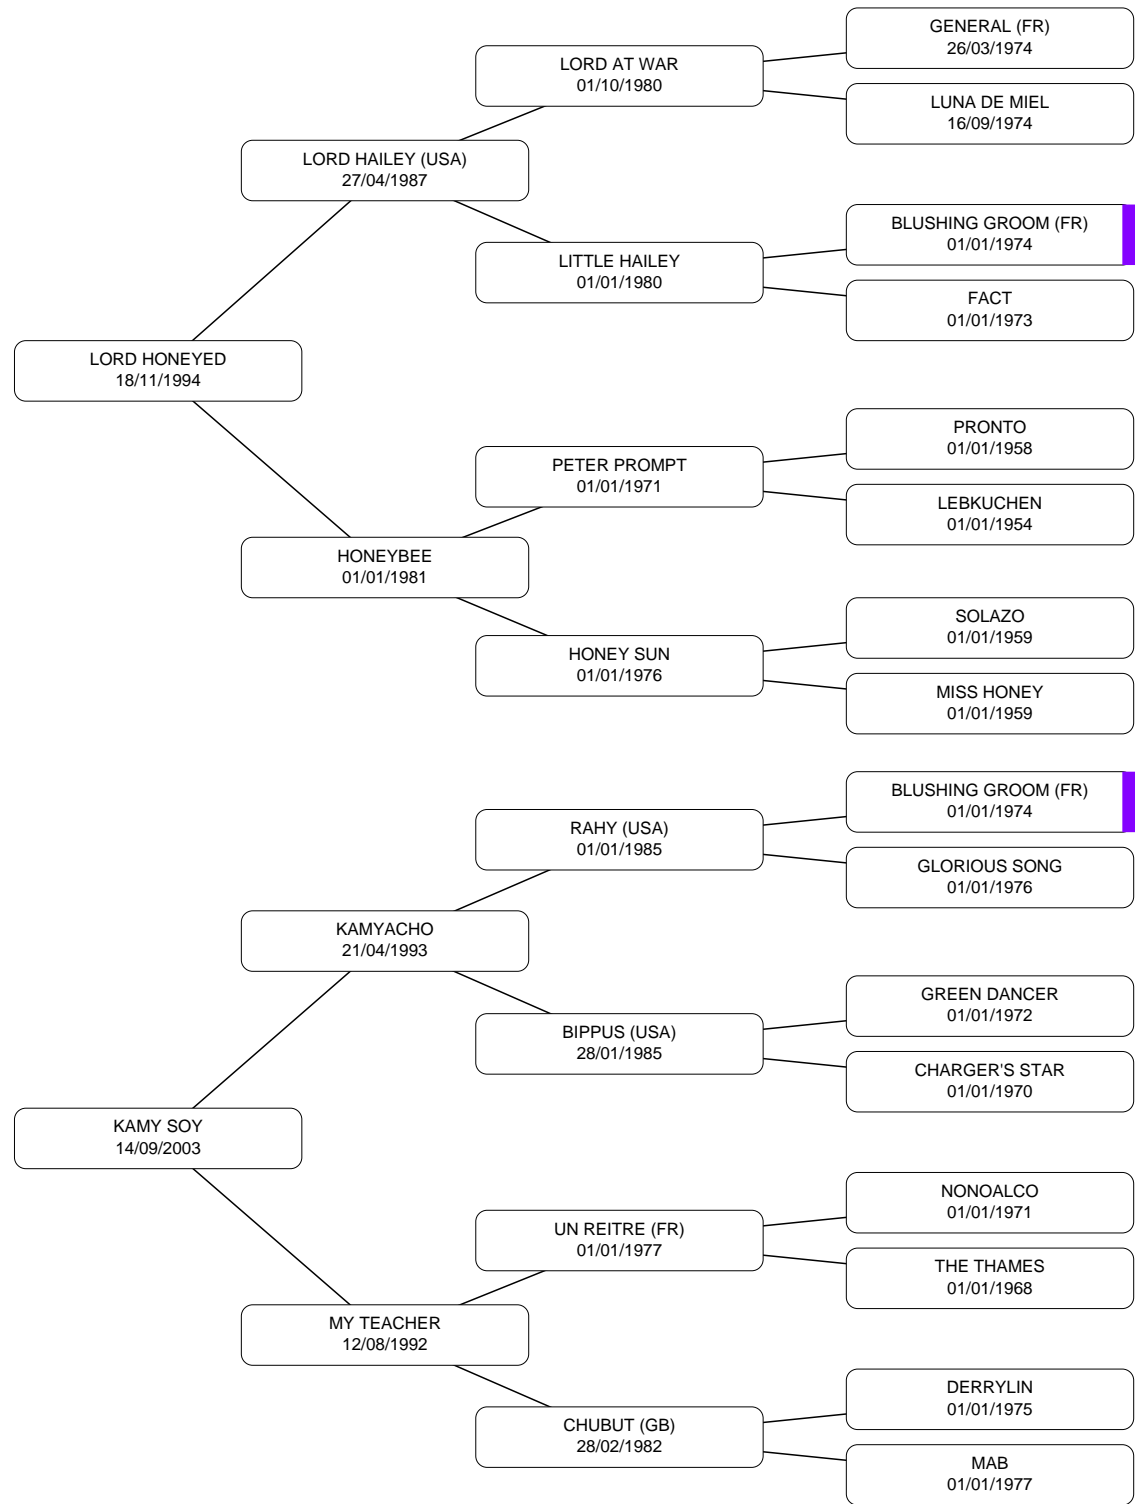 GENERAL (FR)
26/03/1974
LORD AT WAR
01/10/1980
LUNA DE MIEL
16/09/1974
LORD HAILEY (USA)
27/04/1987
BLUSHING GROOM (FR)
01/01/1974
LITTLE HAILEY
01/01/1980
FACT
01/01/1973
LORD HONEYED
18/11/1994
PRONTO
01/01/1958
PETER PROMPT
01/01/1971
LEBKUCHEN
01/01/1954
HONEYBEE
01/01/1981
SOLAZO
01/01/1959
HONEY SUN
01/01/1976
MISS HONEY
01/01/1959
BLUSHING GROOM (FR)
01/01/1974
RAHY (USA)
01/01/1985
GLORIOUS SONG
01/01/1976
KAMYACHO
21/04/1993
GREEN DANCER
01/01/1972
BIPPUS (USA)
28/01/1985
CHARGER'S STAR
01/01/1970
KAMY SOY
14/09/2003
NONOALCO
01/01/1971
UN REITRE (FR)
01/01/1977
THE THAMES
01/01/1968
MY TEACHER
12/08/1992
DERRYLIN
01/01/1975
CHUBUT (GB)
28/02/1982
MAB
01/01/1977